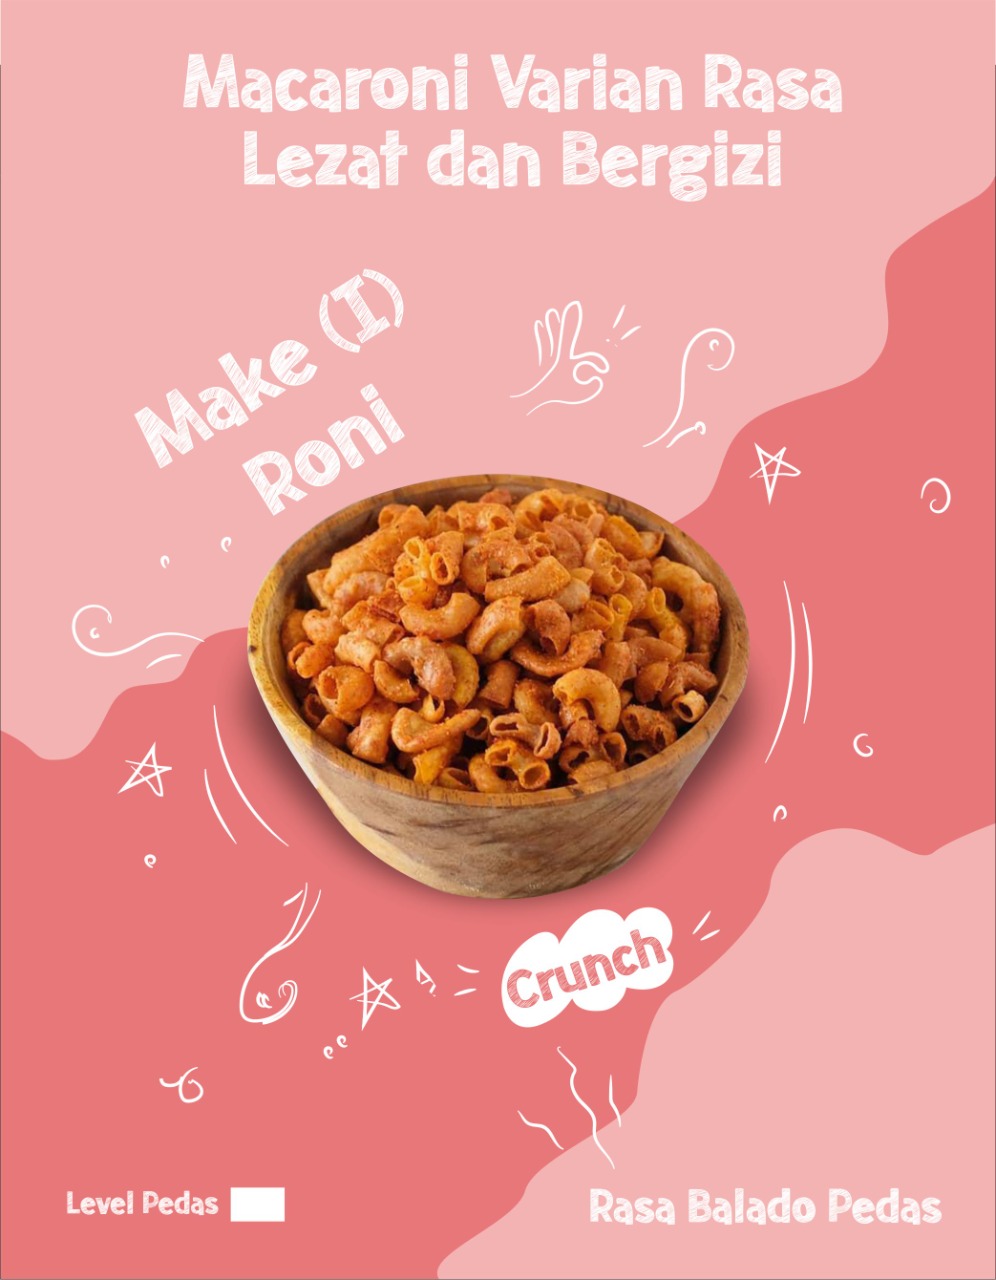 Macaroni Varian Rasa
Lezat dan Bergizi
Make (I)
Roni
Crunch
Level Pedas
Rasa Balado Pedas